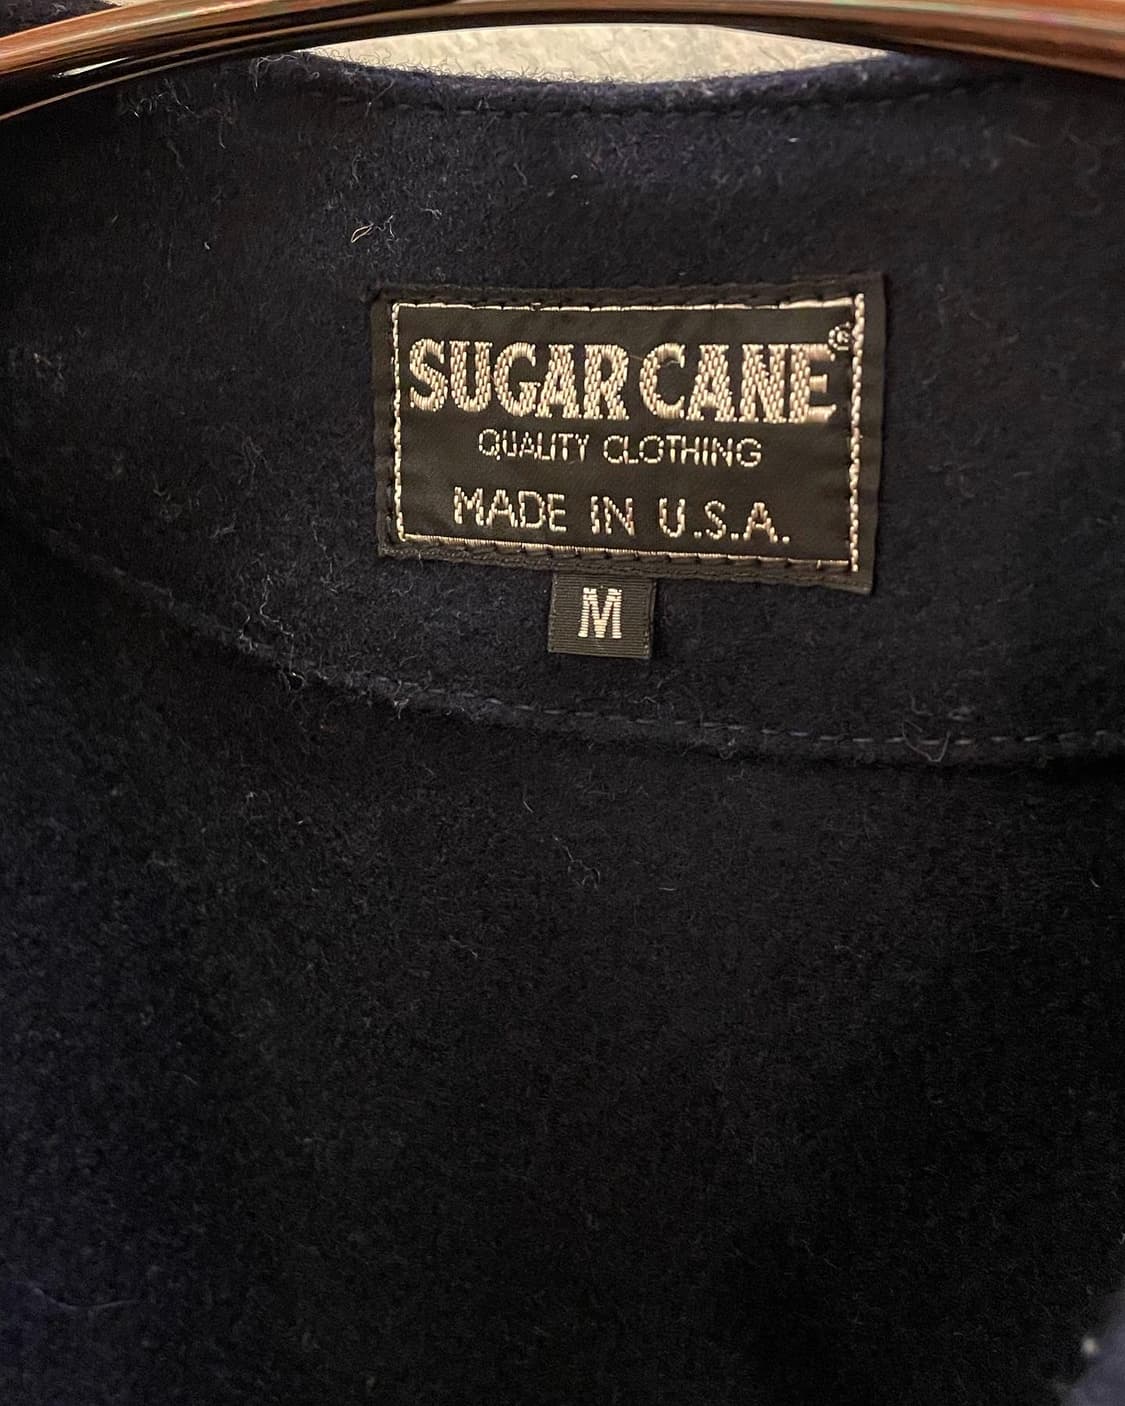 SUGAR CANE®
QUALITY CLOTHING
MADE IN U.S.A.
M